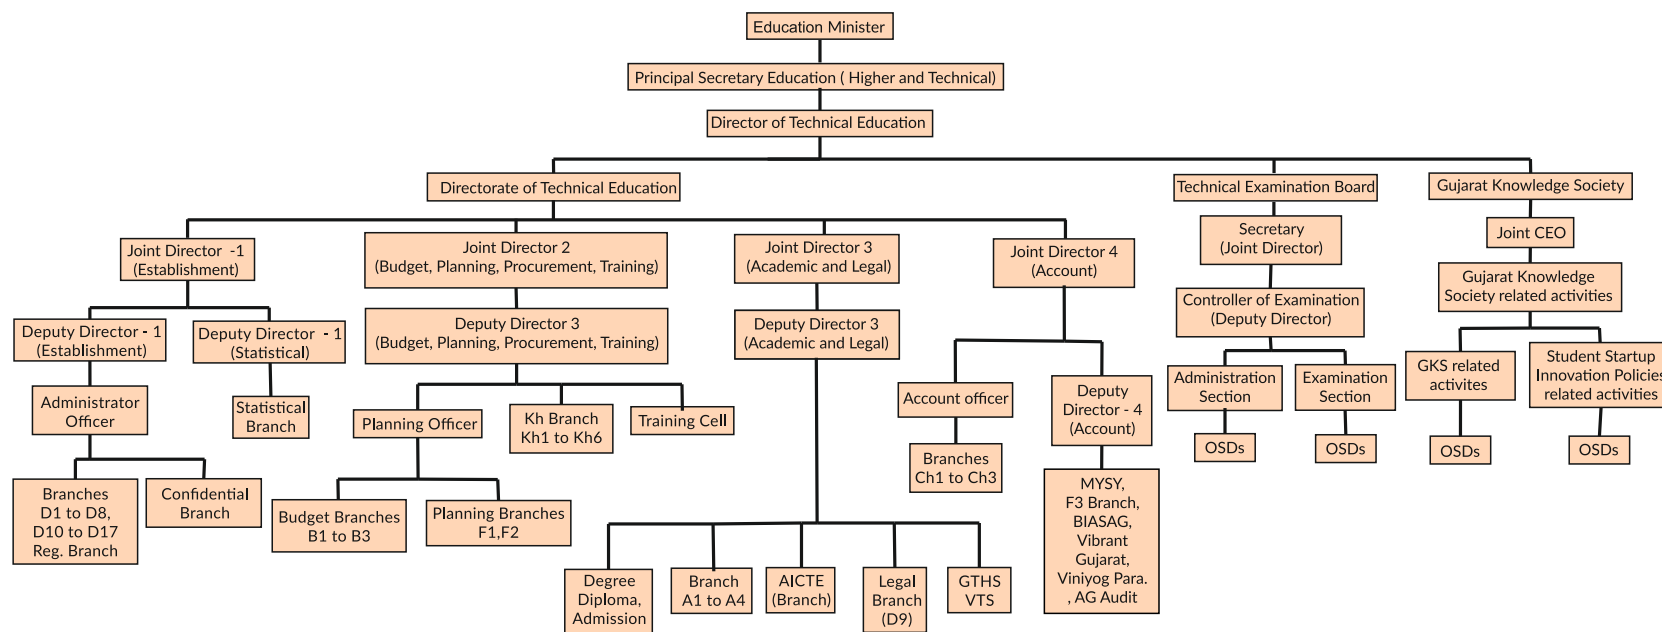 Education Minister
Principal Secretary Education ( Higher and Technical)
Director of Technical Education
Directorate of Technical Education
Technical Examination Board
Gujarat Knowledge Society
Joint Director -1
(Establishment)
Joint Director 2
(Budget, Planning, Procurement, Training)
Joint Director 3
(Academic and Legal)
Joint Director 4
(Account)
Secretary
(Joint Director)
Joint CEO
Deputy Director - 1
(Establishment)
Deputy Director - 1
(Statistical)
Deputy Director 3
(Budget, Planning, Procurement, Training)
Deputy Director 3
(Academic and Legal)
Controller of Examination
(Deputy Director)
Gujarat Knowledge
Society related activities
Administrator
Officer
Statistical
Branch
Planning Officer
Kh Branch
Kh1 to Kh6
Training Cell
Account officer
Deputy
Director - 4
(Account)
Administration
Section
Examination
Section
GKS related
activites
Student Startup
Innovation Policies
related activities
Branches
D1 to D8,
D10 to D17
Reg. Branch
Confidential
Branch
Budget Branches
B1 to B3
Planning Branches
F1,F2
Branches
Ch1 to Ch3
OSDs
OSDs
OSDs
OSDs
MYSY,
F3 Branch,
BIASAG,
Vibrant
Gujarat,
Viniyog Para.
, AG Audit
Degree
Diploma,
Admission
Branch
A1 to A4
AICTE
(Branch)
Legal
Branch
(D9)
GTHS
VTS